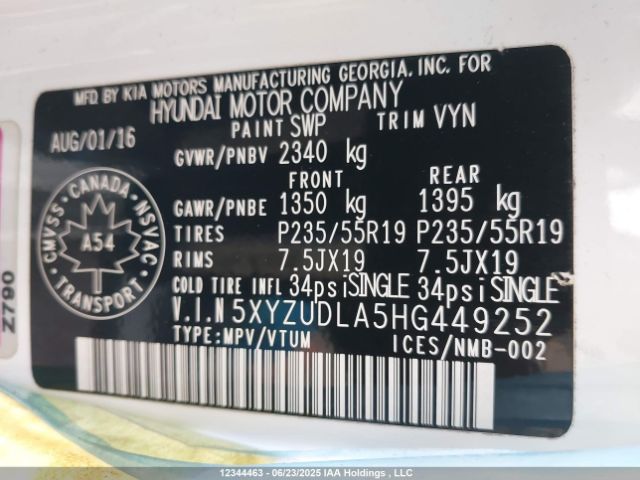 MFD BY KIA MOTORS MANUFACTURING GEORGIA, INC. FOR
HYUNDAI MOTOR COMPANY
AUG/01/16 PAINT SWP TRIM VYN
GVWR/PNBV 2340 kg
FRONT REAR
GAWR/PNBE 1350 kg 1395 kg
TIRES P235/55R19 P235/55R19
RIMS 7.5JX19 7.5JX19
COLD TIRE INFL 34psiSINGLE 34psiSINGLE
V.I.N 5XYZUDLA5HG449252
TYPE:MPV/VTUM ICES/NMB-002
CANADA
CMVSS NSVAC
A54
TRANSPORT
Z790
12344463 - 06/23/2025 IAA Holdings , LLC